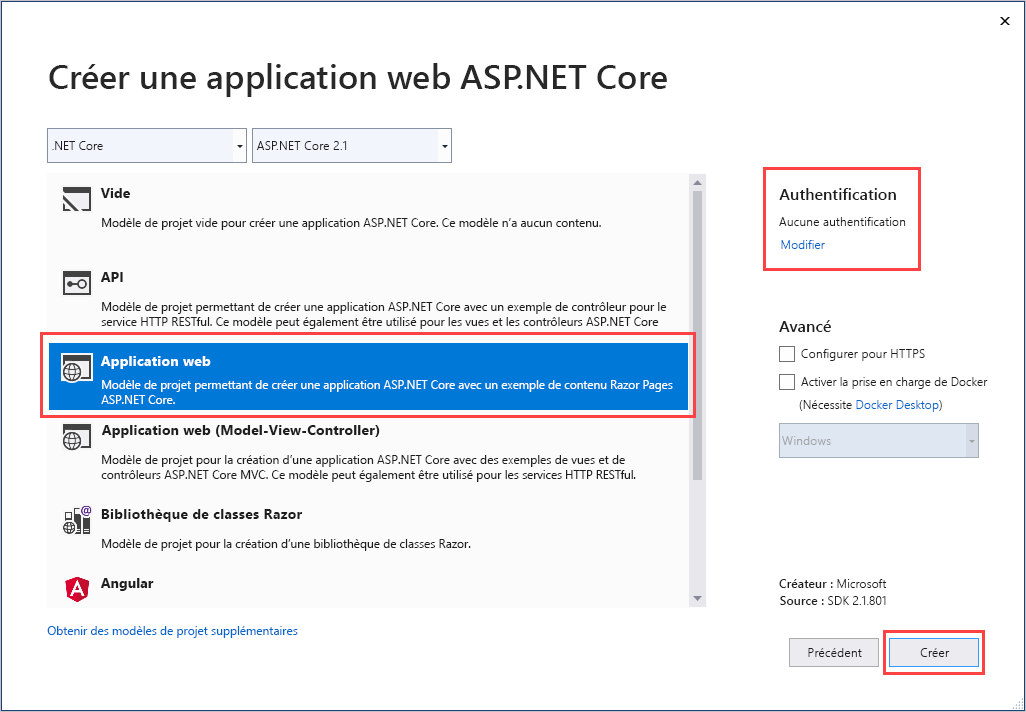 Créer une application web ASP.NET Core
.NET Core
ASP.NET Core 2.1
Vide
Modèle de projet vide pour créer une application ASP.NET Core. Ce modèle n’a aucun contenu.
API
Modèle de projet permettant de créer une application ASP.NET Core avec un exemple de contrôleur pour le
service HTTP RESTful. Ce modèle peut également être utilisé pour les vues et les contrôleurs ASP.NET Core
Application web
Modèle de projet permettant de créer une application ASP.NET Core avec un exemple de contenu Razor Pages
ASP.NET Core.
Application web (Model-View-Controller)
Modèle de projet pour la création d’une application ASP.NET Core avec des exemples de vues et de
contrôleurs ASP.NET Core MVC. Ce modèle peut également être utilisé pour les services HTTP RESTful.
Bibliothèque de classes Razor
Modèle de projet pour la création d’une bibliothèque de classes Razor.
Angular
Obtenir des modèles de projet supplémentaires
Authentification
Aucune authentification
Modifier
Avancé
Configurer pour HTTPS
Activer la prise en charge de Docker
(Nécessite Docker Desktop)
Windows
Créateur : Microsoft
Source : SDK 2.1.801
Précédent
Créer